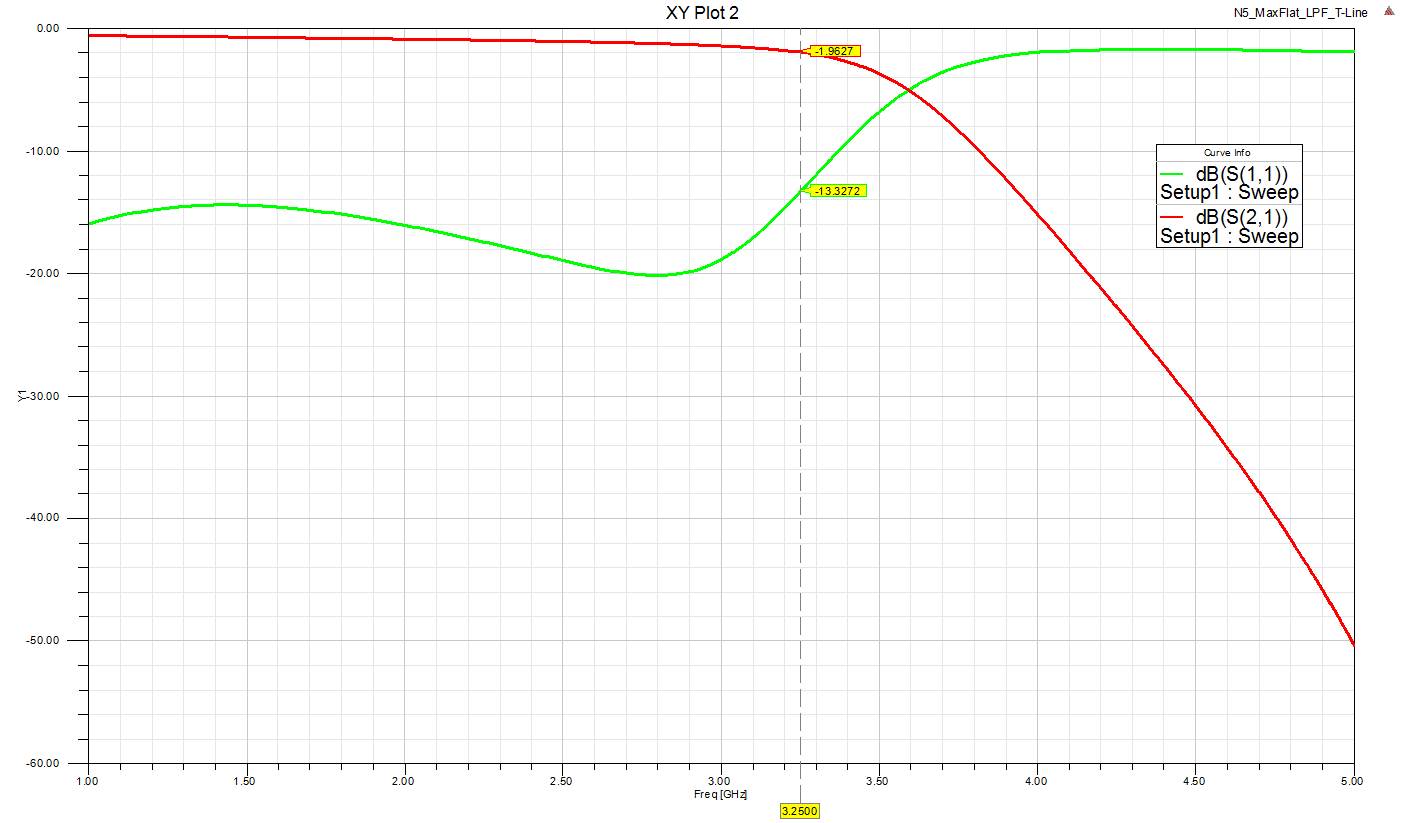 XY Plot 2
N5_MaxFlat_LPF_T-Line
0.00
-10.00
-20.00
-30.00
-40.00
-50.00
-60.00
Y1
-1.9627
-13.3272
Curve Info
dB(S(1,1))
Setup1 : Sweep
dB(S(2,1))
Setup1 : Sweep
1.00 1.50 2.00 2.50 3.00 3.50 4.00 4.50 5.00
Freq [GHz]
3.2500